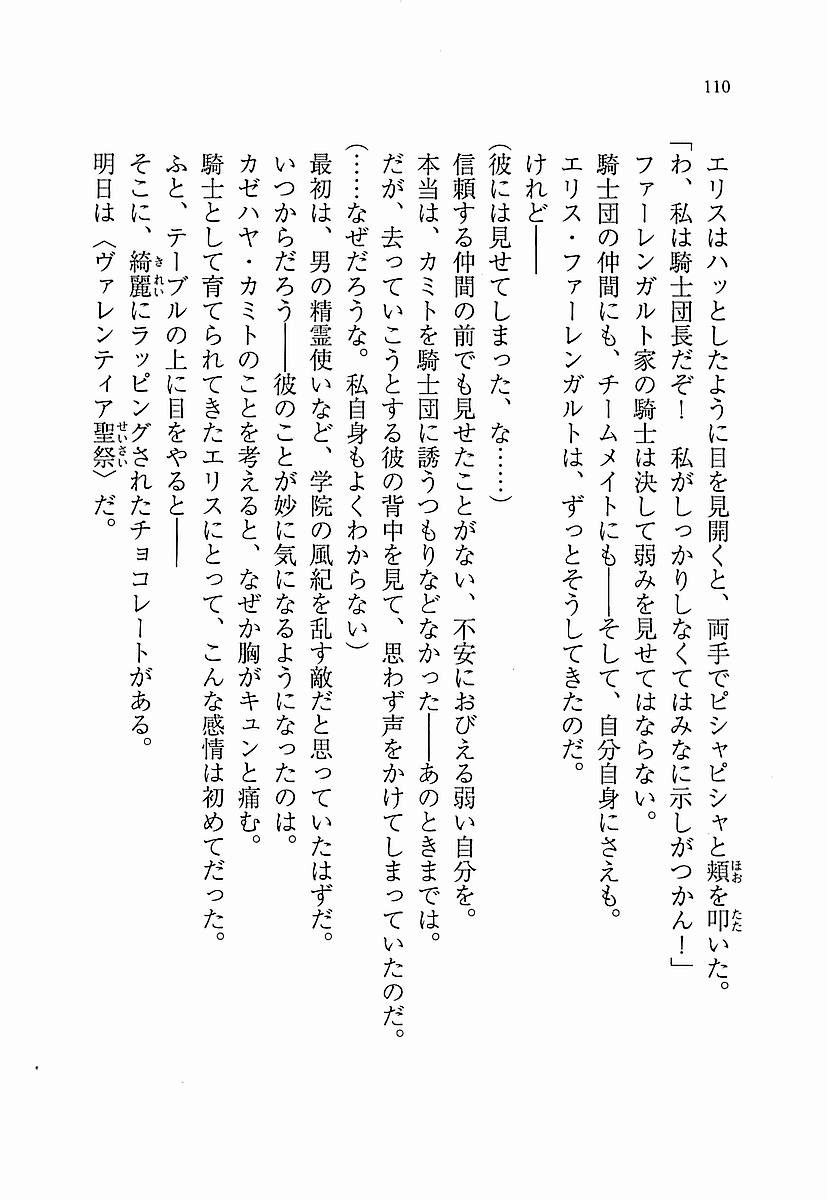 110
エリスはハッとしたように目を見開くと、両手でピシャピシャと頬を叩いた。
「わ、私は騎士団長だぞ！　私がしっかりしなくてはみなに示しがつかん！」
ファーレンガルト家の騎士は決して弱みを見せてはならない。
騎士団の仲間にも、チームメイトにも――そして、自分自身にさえも。
エリス・ファーレンガルトは、ずっとそうしてきたのだ。
けれど――
（彼には見せてしまった、な……）
信頼する仲間の前でも見せたことがない、不安におびえる弱い自分を。
本当は、カミトを騎士団に誘うつもりなどなかった――あのときまでは。
だが、去っていこうとする彼の背中を見て、思わず声をかけてしまっていたのだ。
（……なぜだろうな。私自身もよくわからない）
最初は、男の精霊使いなど、学院の風紀を乱す敵だと思っていたはずだ。
いつからだろう――彼のことが妙に気になるようになったのは。
カゼハヤ・カミトのことを考えると、なぜか胸がキュンと痛む。
騎士として育てられてきたエリスにとって、こんな感情は初めてだった。
ふと、テーブルの上に目をやると――
そこに、綺麗にラッピングされたチョコレートがある。
明日は〈ヴァレンティア聖祭〉だ。